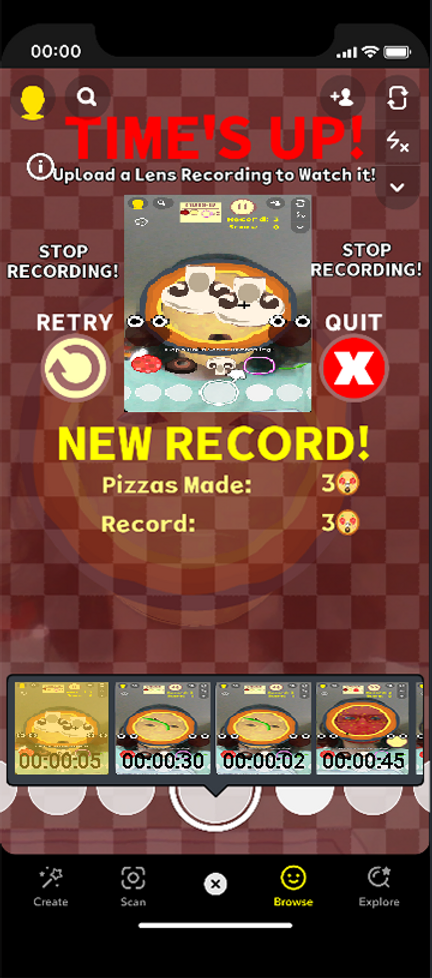 00:00
TIME'S UP!
Upload a Lens Recording to Watch it!
STOP
RECORDING!
STOP
RECORDING!
RETRY
QUIT
X
NEW RECORD!
Pizzas Made: 3
Record: 3
00:00:05 00:00:30 00:00:02 00:00:45
Create Scan Browse Explore